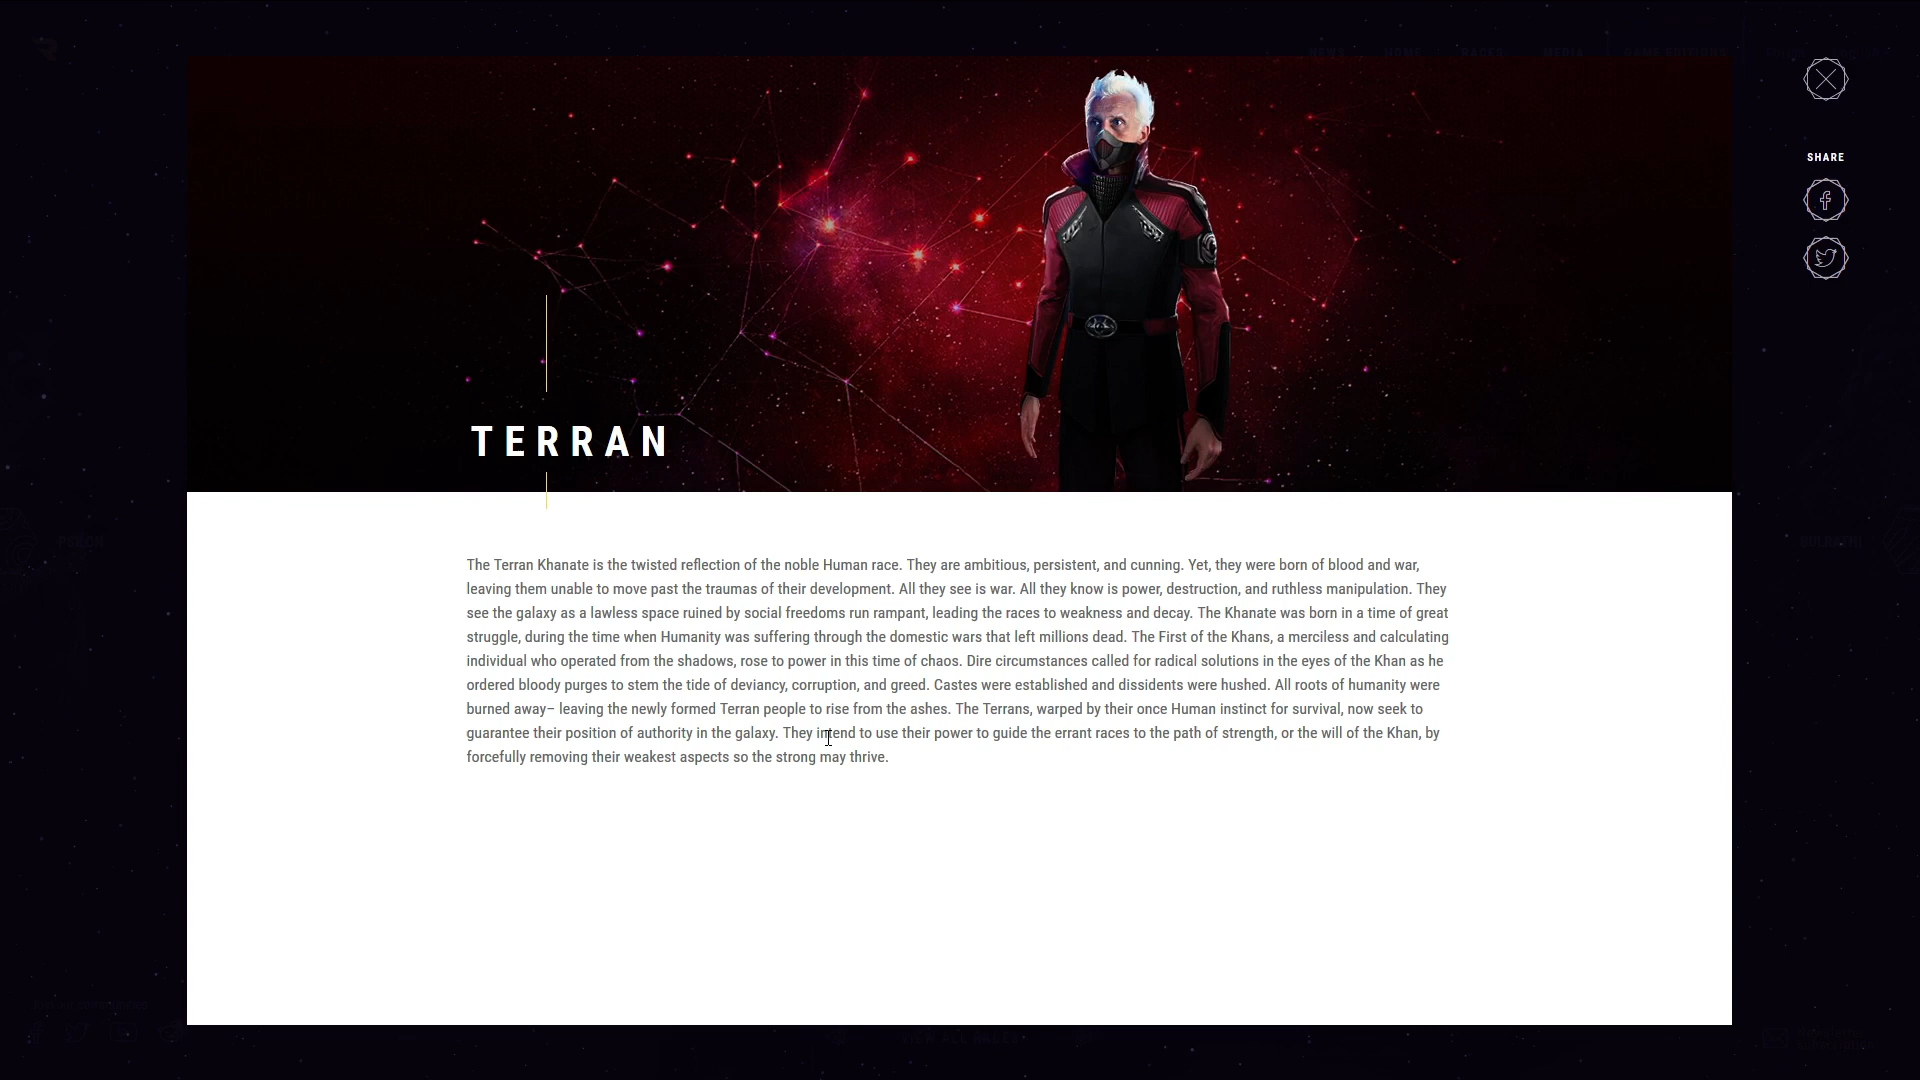 NEWS HOME RACES MEDIA GAME EDITIONS
SHARE
TERRAN
PSILON
BULRATHI
The Terran Khanate is the twisted reflection of the noble Human race. They are ambitious, persistent, and cunning. Yet, they were born of blood and war,
leaving them unable to move past the traumas of their development. All they see is war. All they know is power, destruction, and ruthless manipulation. They
see the galaxy as a lawless space ruined by social freedoms run rampant, leading the races to weakness and decay. The Khanate was born in a time of great
struggle, during the time when Humanity was suffering through the domestic wars that left millions dead. The First of the Khans, a merciless and calculating
individual who operated from the shadows, rose to power in this time of chaos. Dire circumstances called for radical solutions in the eyes of the Khan as he
ordered bloody purges to stem the tide of deviancy, corruption, and greed. Castes were established and dissidents were hushed. All roots of humanity were
burned away– leaving the newly formed Terran people to rise from the ashes. The Terrans, warped by their once Human instinct for survival, now seek to
guarantee their position of authority in the galaxy. They intend to use their power to guide the errant races to the path of strength, or the will of the Khan, by
forcefully removing their weakest aspects so the strong may thrive.
VIEW ALL RACES